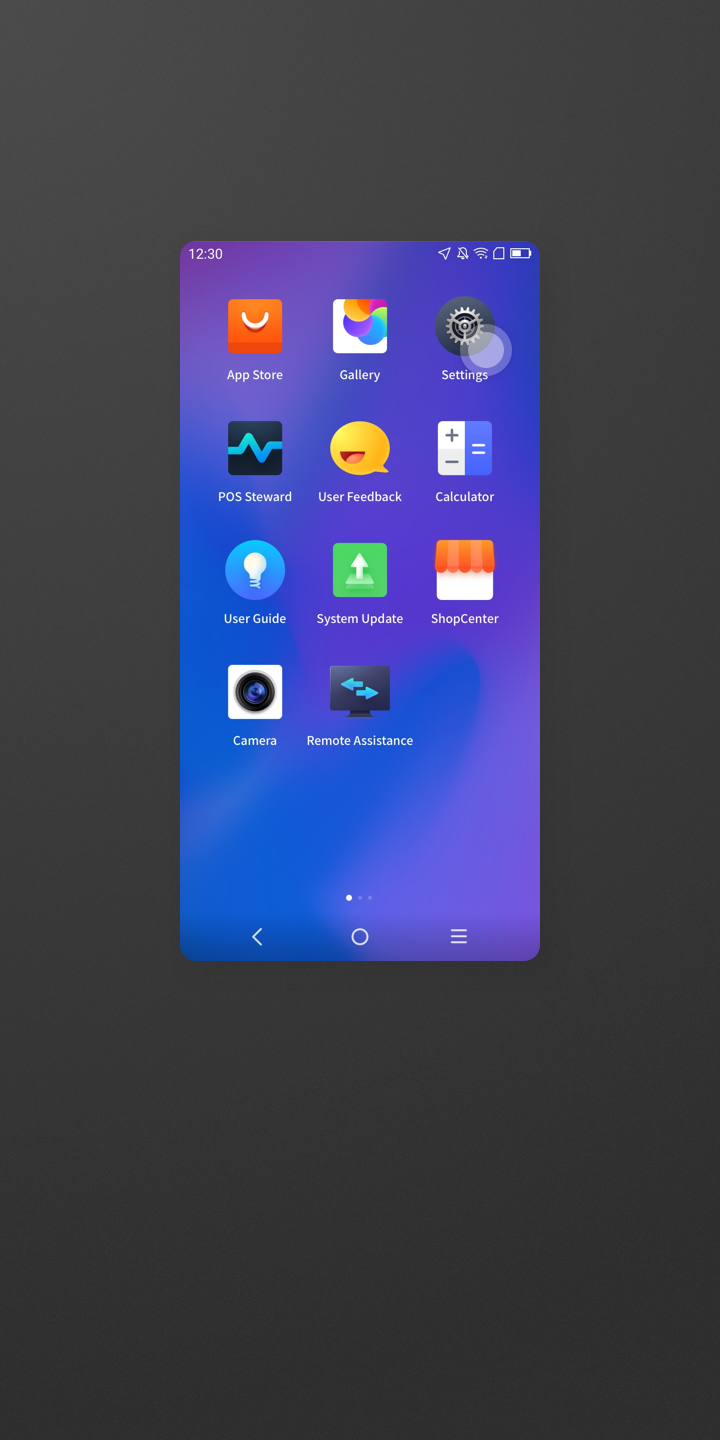 12:30
App Store
Gallery
Settings
POS Steward
User Feedback
Calculator
User Guide
System Update
ShopCenter
Camera
Remote Assistance